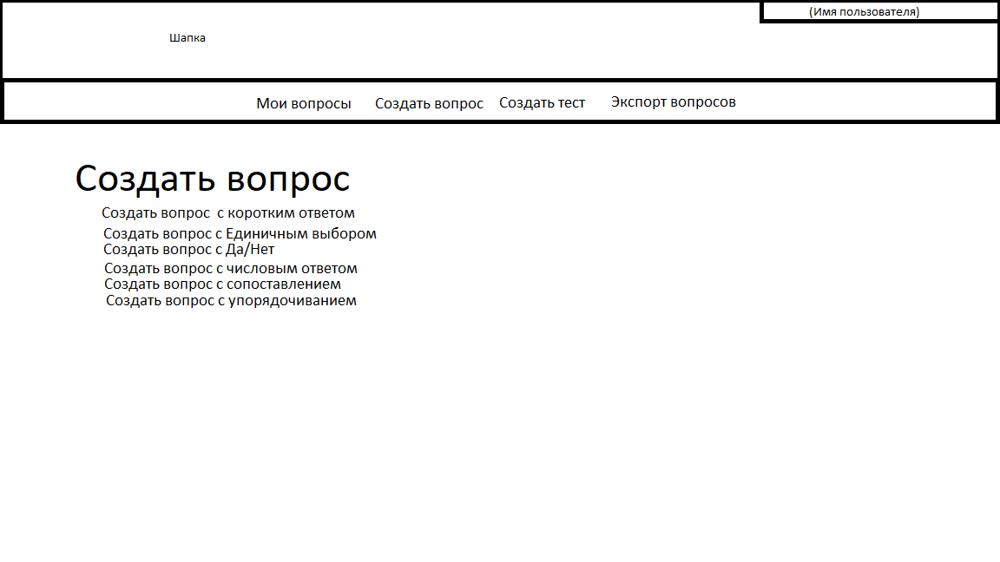 (Имя пользователя)
Шапка
Мои вопросы Создать вопрос Создать тест Экспорт вопросов
Создать вопрос
Создать вопрос  с коротким ответом
Создать вопрос с Единичным выбором
Создать вопрос с Да/Нет
Создать вопрос с числовым ответом
Создать вопрос с сопоставлением
Создать вопрос с упорядочиванием